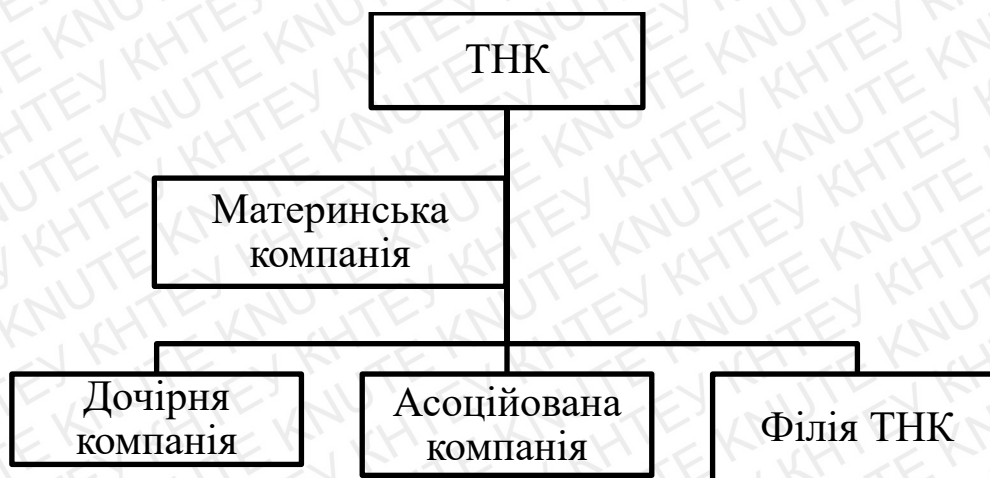 ТНК
Материнська
компанія
Дочірня
компанія
Асоційована
компанія
Філія ТНК